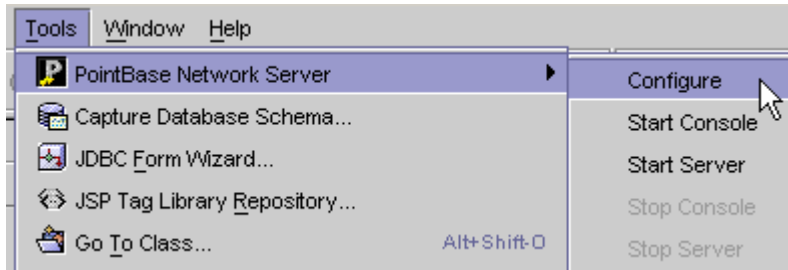 Tools Window Help
PointBase Network Server
Configure
Capture Database Schema...
Start Console
JDBC Form Wizard...
Start Server
JSP Tag Library Repository...
Stop Console
Go To Class... Alt+Shift-O
Stop Server